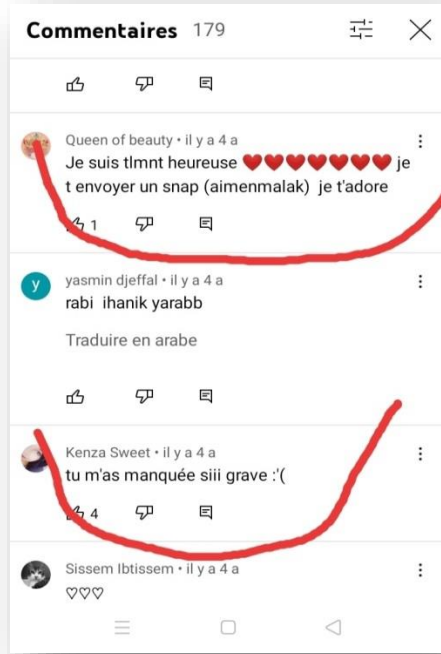 Commentaires 179
Queen of beauty • il y a 4 a
Je suis tlmnt heureuse ❤❤❤❤❤❤❤ je
t envoyer un snap (aimenmalak) je t'adore
1
y
yasmin djeffal • il y a 4 a
rabi ihanik yarabb
Traduire en arabe
Kenza Sweet • il y a 4 a
tu m'as manquée siii grave :'(
4
Sissem Ibtissem • il y a 4 a
♡♡♡